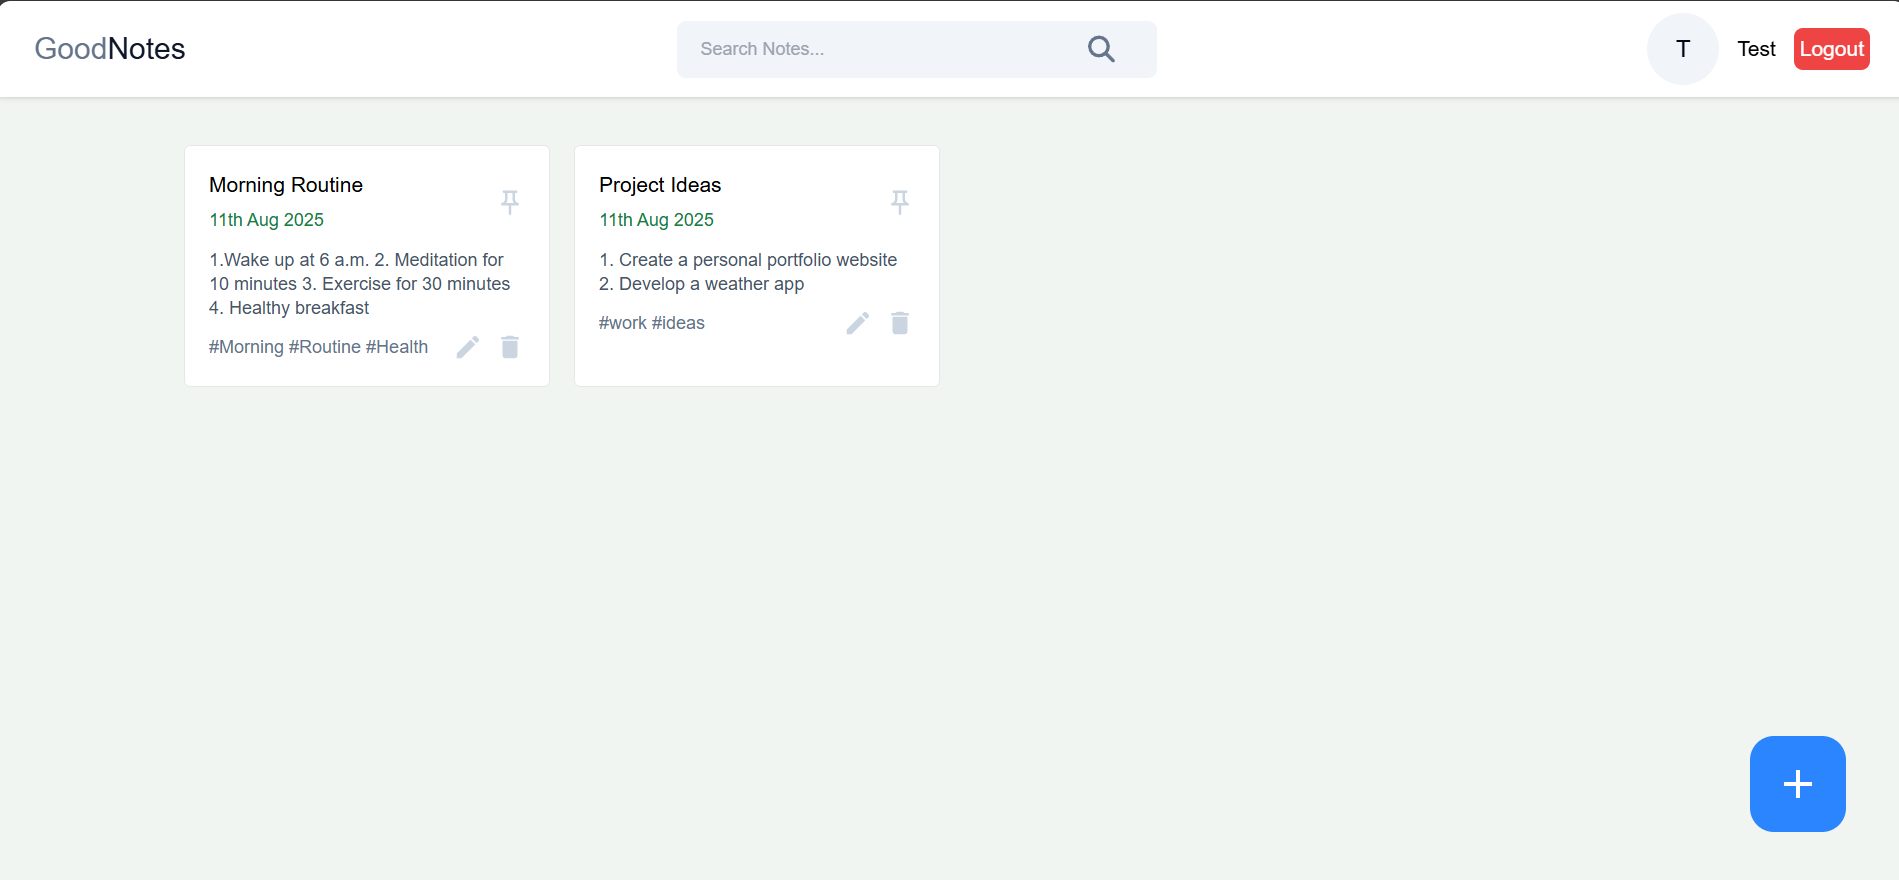 GoodNotes
Search Notes...
T
Test
Logout
Morning Routine
11th Aug 2025
1.Wake up at 6 a.m. 2. Meditation for
10 minutes 3. Exercise for 30 minutes
4. Healthy breakfast
#Morning #Routine #Health
Project Ideas
11th Aug 2025
1. Create a personal portfolio website
2. Develop a weather app
#work #ideas